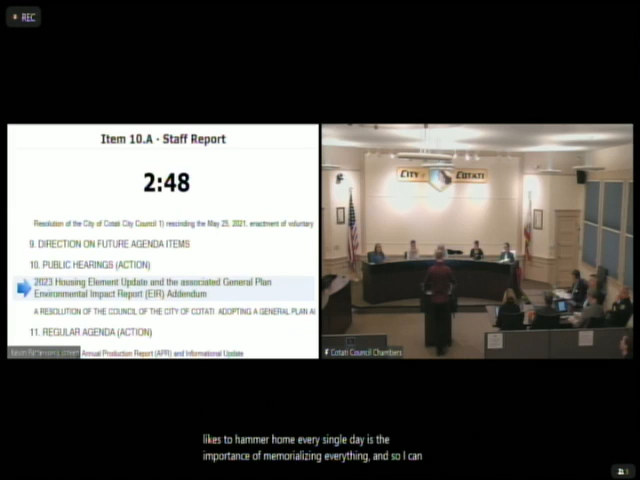 REC
Item 10.A - Staff Report
2:48
Resolution of the City of Cotati City Council 1) rescinding the May 25, 2021, enactment of voluntary
9. DIRECTION ON FUTURE AGENDA ITEMS
10. PUBLIC HEARINGS (ACTION)
2023 Housing Element Update and the associated General Plan
Environmental Impact Report (EIR) Addendum
A RESOLUTION OF THE COUNCIL OF THE CITY OF COTATI ADOPTING A GENERAL PLAN A
11. REGULAR AGENDA (ACTION)
Annual Production Report (APR) and Informational Update
CITY OF COTATI
Cotati Council Chambers
likes to hammer home every single day is the
importance of memorializing everything, and so I can